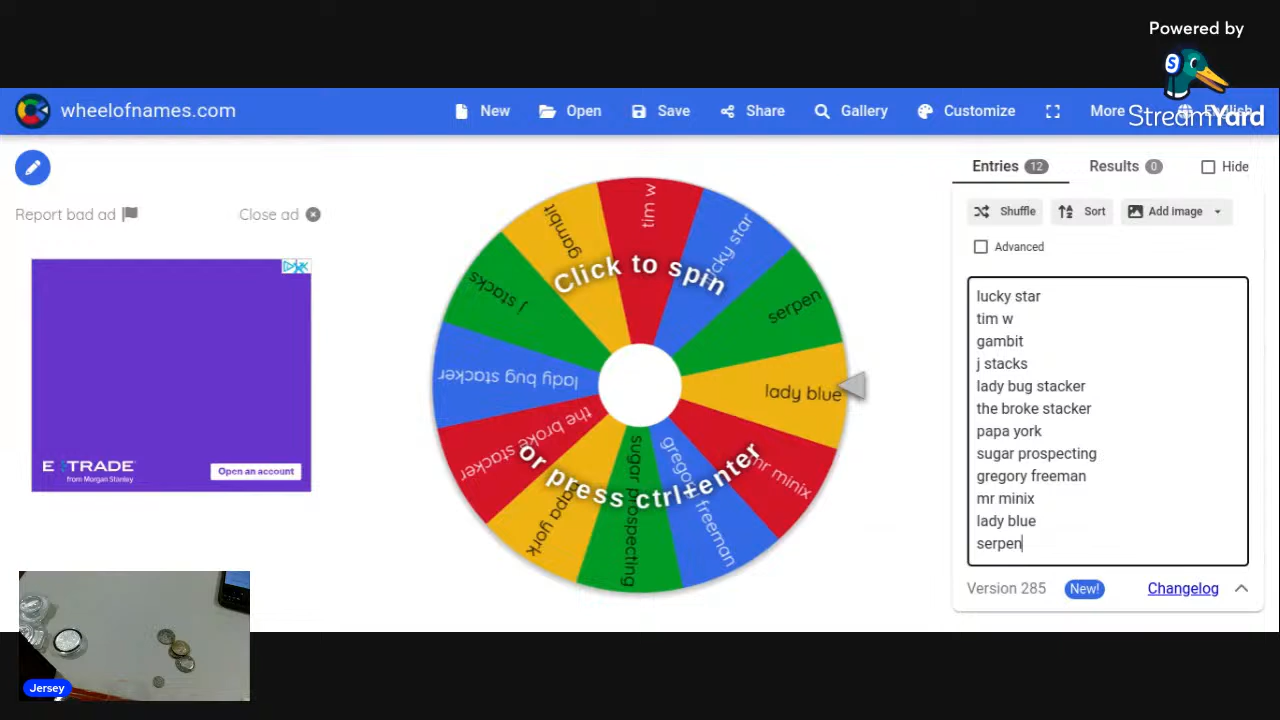 Powered by
StreamYard
wheelofnames.com
New
Open
Save
Share
Gallery
Customize
More
English
Report bad ad
Close ad
Entries 12
Results 0
Hide
Shuffle
Sort
Add image
Advanced
lucky star
tim w
gambit
j stacks
lady bug stacker
the broke stacker
papa york
sugar prospecting
gregory freeman
mr minix
lady blue
serpen
Version 285
New!
Changelog
tim w
lucky star
serpen
lady blue
mr minix
gregory freeman
sugar prospecting
papa york
the broke stacker
lady bug stacker
j stacks
gambit
Click to spin
or press ctrl+enter
E*TRADE
from Morgan Stanley
Open an account
Jersey